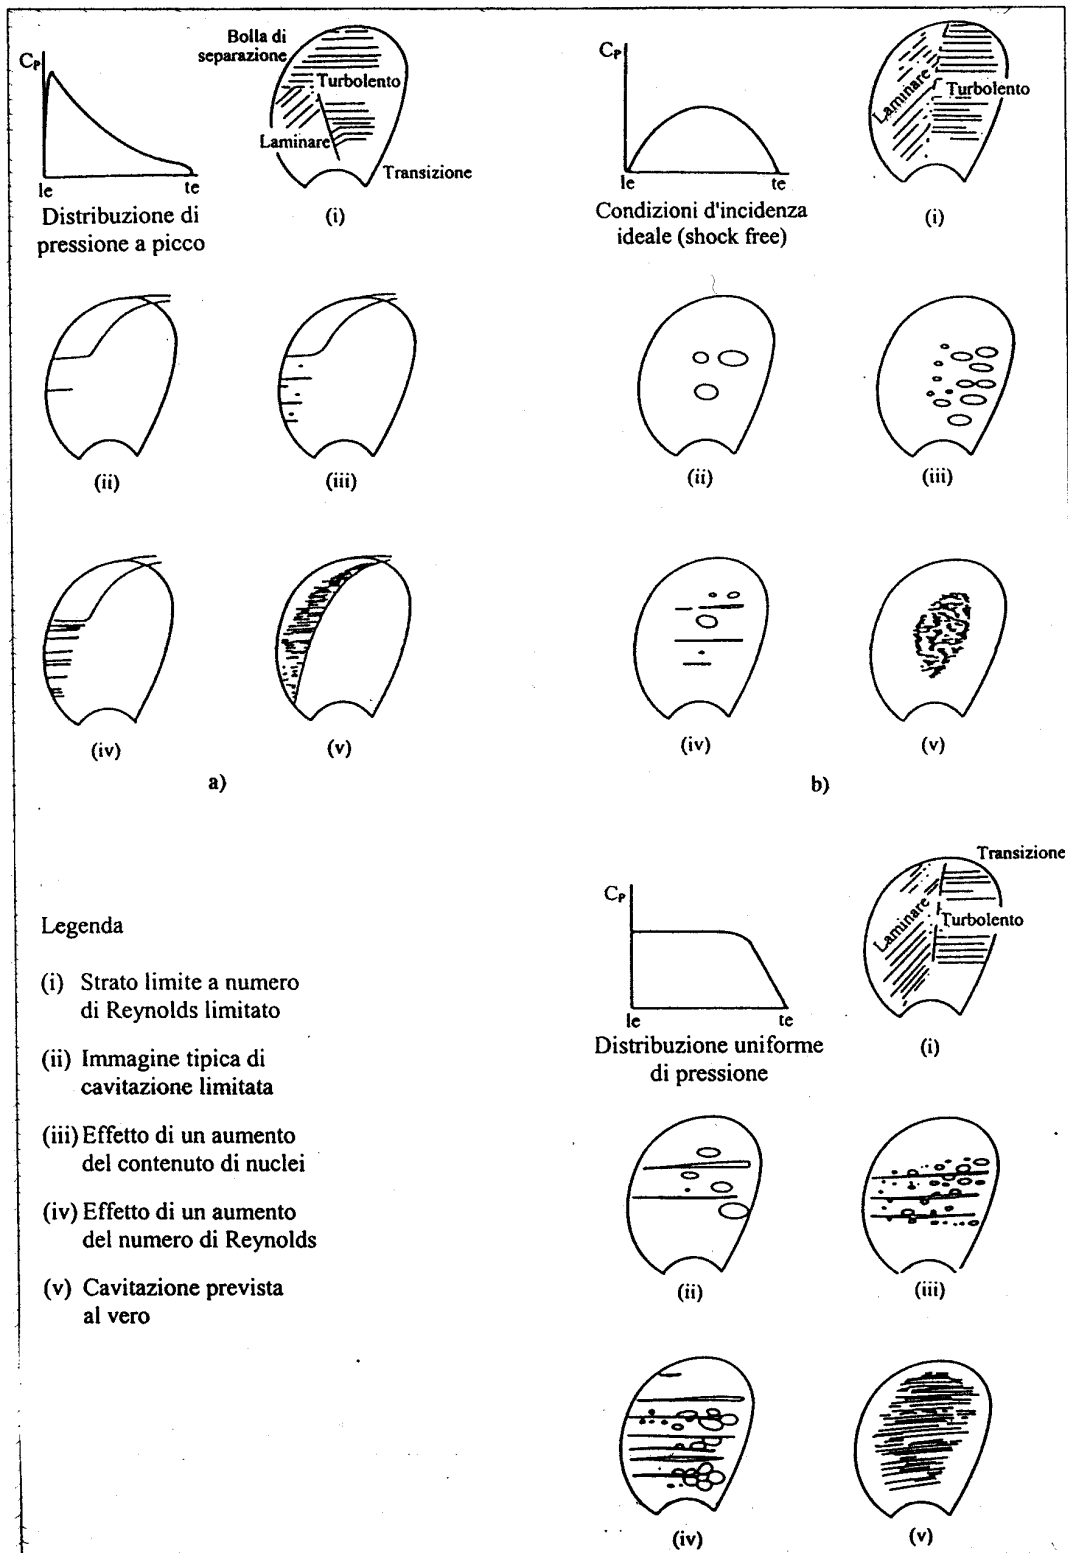 C_P
le
te
Distribuzione di
pressione a picco
Bolla di
separazione
Turbolento
Laminare
Transizione
(i)
(ii)
(iii)
(iv)
(v)
a)
C_P
le
te
Condizioni d'incidenza
ideale (shock free)
Laminare
Turbolento
(i)
(ii)
(iii)
(iv)
(v)
b)
Legenda
(i) Strato limite a numero
di Reynolds limitato
(ii) Immagine tipica di
cavitazione limitata
(iii) Effetto di un aumento
del contenuto di nuclei
(iv) Effetto di un aumento
del numero di Reynolds
(v) Cavitazione prevista
al vero
C_P
le
te
Distribuzione uniforme
di pressione
Transizione
Laminare
Turbolento
(i)
(ii)
(iii)
(iv)
(v)